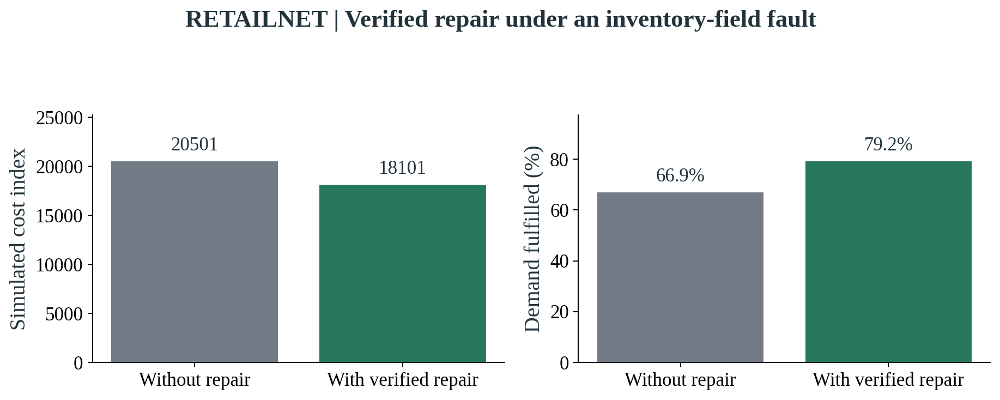 RETAILNET | Verified repair under an inventory-field fault
Simulated cost index
25000
20000
15000
10000
5000
0
20501
18101
Without repair
With verified repair
Demand fulfilled (%)
80
60
40
20
0
66.9%
79.2%
Without repair
With verified repair